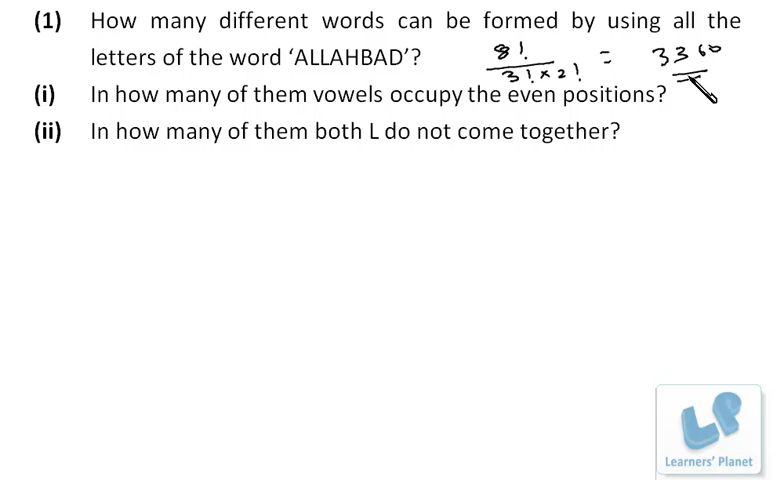 (1) How many different words can be formed by using all the
letters of the word ‘ALLAHBAD’? 8! / 3! × 2! = 3360
(i) In how many of them vowels occupy the even positions?
(ii) In how many of them both L do not come together?
LP
Learners' Planet